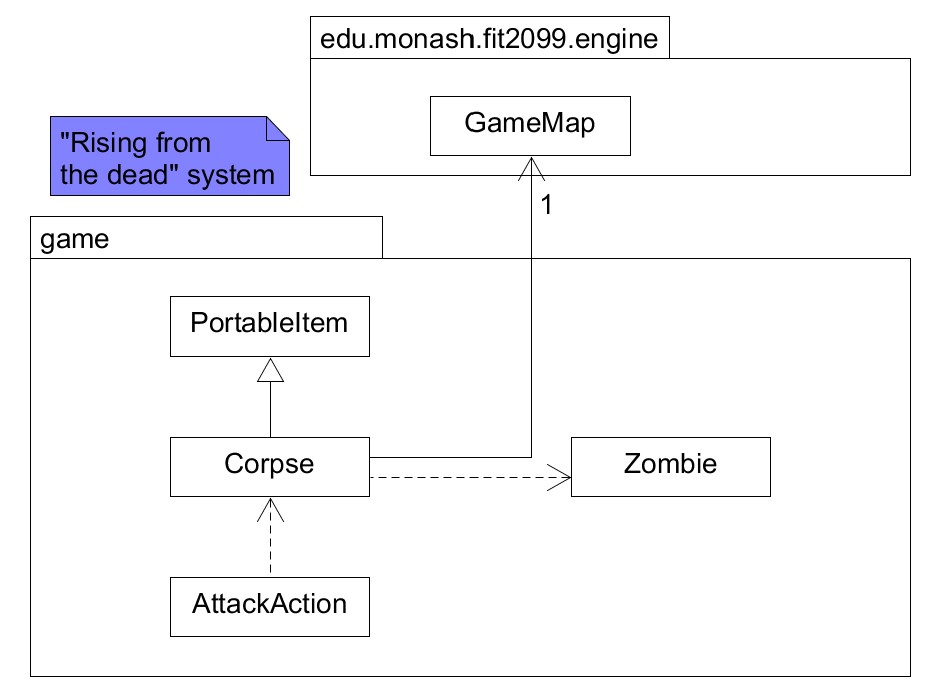 edu.monash.fit2099.engine
GameMap
"Rising from
the dead" system
1
game
PortableItem
Corpse
Zombie
AttackAction